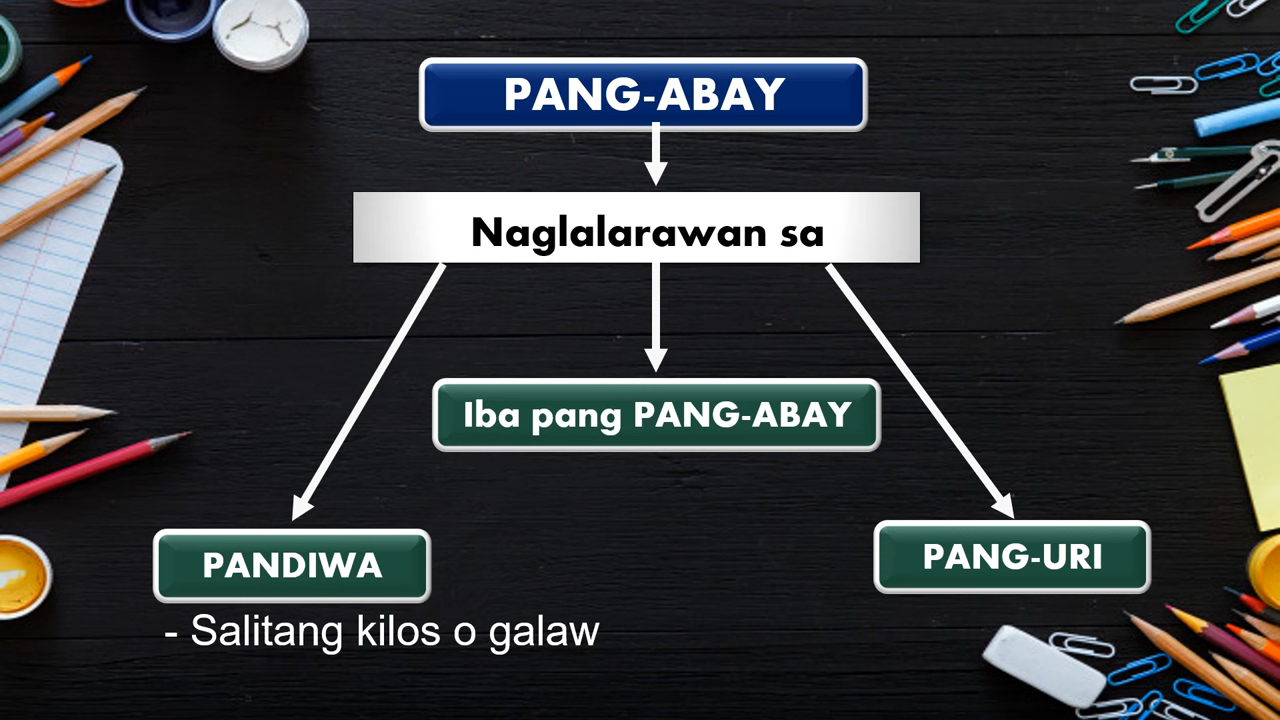 PANG-ABAY
Naglalarawan sa
Iba pang PANG-ABAY
PANDIWA
PANG-URI
- Salitang kilos o galaw